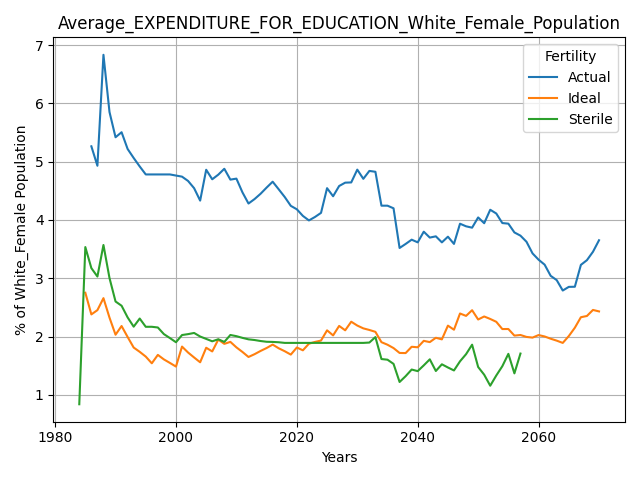 Average_EXPENDITURE_FOR_EDUCATION_White_Female_Population
7
6
5
4
3
2
1
% of White_Female Population
Fertility
Actual
Ideal
Sterile
1980 2000 2020 2040 2060
Years